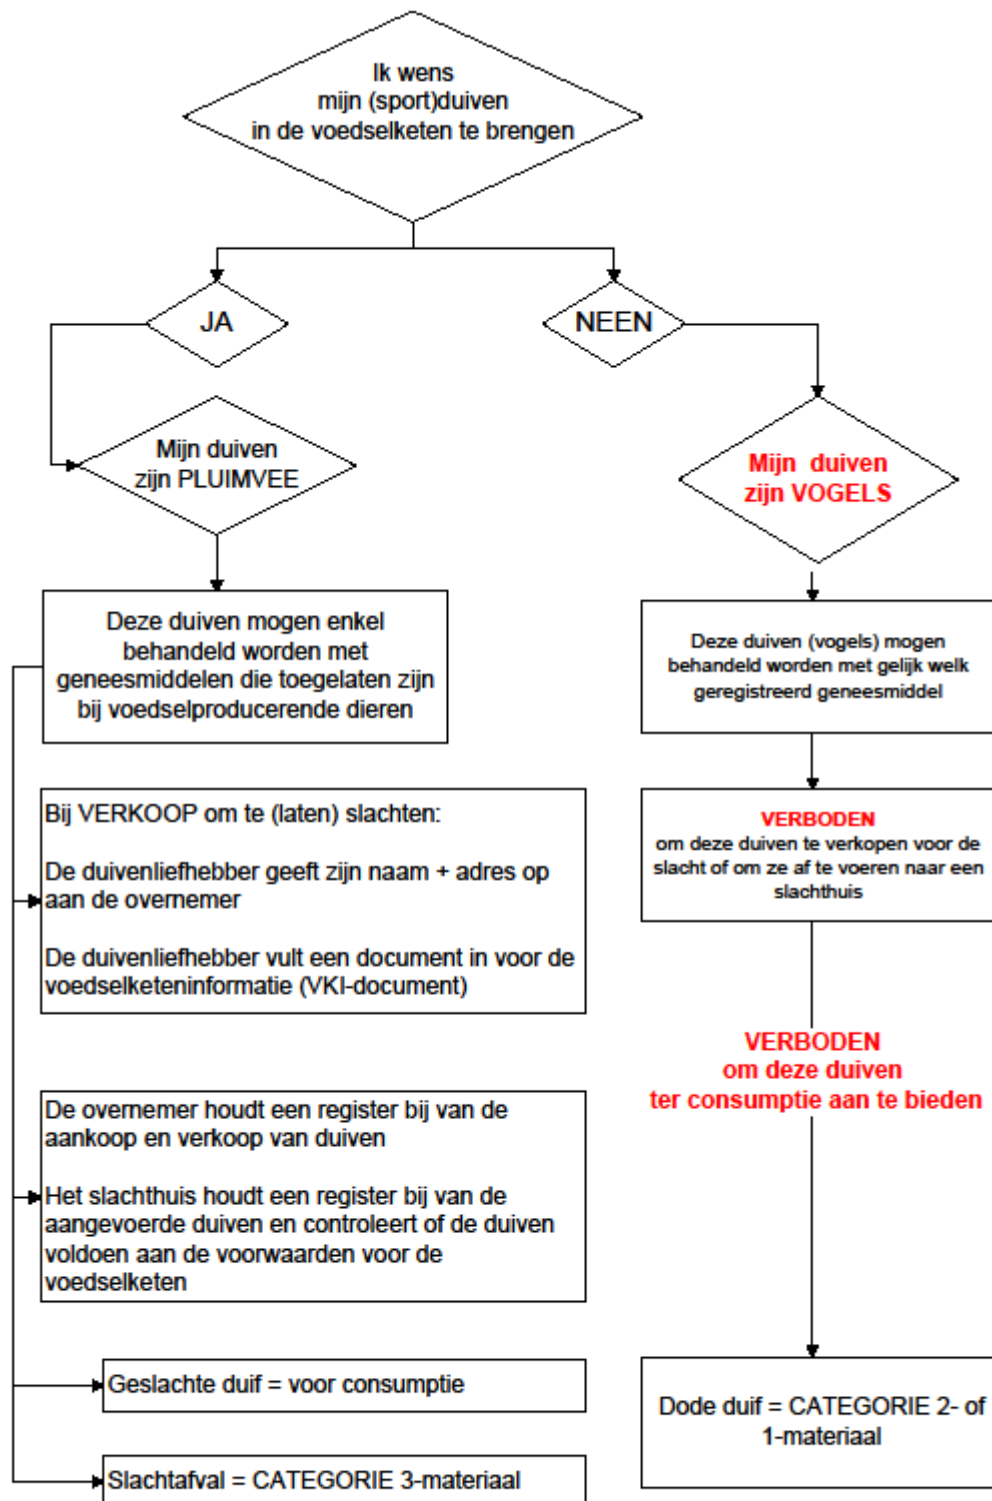 Ik wens
mijn (sport)duiven
in de voedselketen te brengen
JA
NEEN
Mijn duiven
zijn PLUIMVEE
Mijn duiven
zijn VOGELS
Deze duiven mogen enkel
behandeld worden met
geneesmiddelen die toegelaten zijn
bij voedselproducerende dieren
Deze duiven (vogels) mogen
behandeld worden met gelijk welk
geregistreerd geneesmiddel
Bij VERKOOP om te (laten) slachten:
De duivenliefhebber geeft zijn naam + adres op
aan de overnemer
De duivenliefhebber vult een document in voor de
voedselketeninformatie (VKI-document)
VERBODEN
om deze duiven te verkopen voor de
slacht of om ze af te voeren naar een
slachthuis
VERBODEN
om deze duiven
ter consumptie aan te bieden
De overnemer houdt een register bij van de
aankoop en verkoop van duiven
Het slachthuis houdt een register bij van de
aangevoerde duiven en controleert of de duiven
voldoen aan de voorwaarden voor de
voedselketen
Geslachte duif = voor consumptie
Dode duif = CATEGORIE 2- of
1-materiaal
Slachtafval = CATEGORIE 3-materiaal